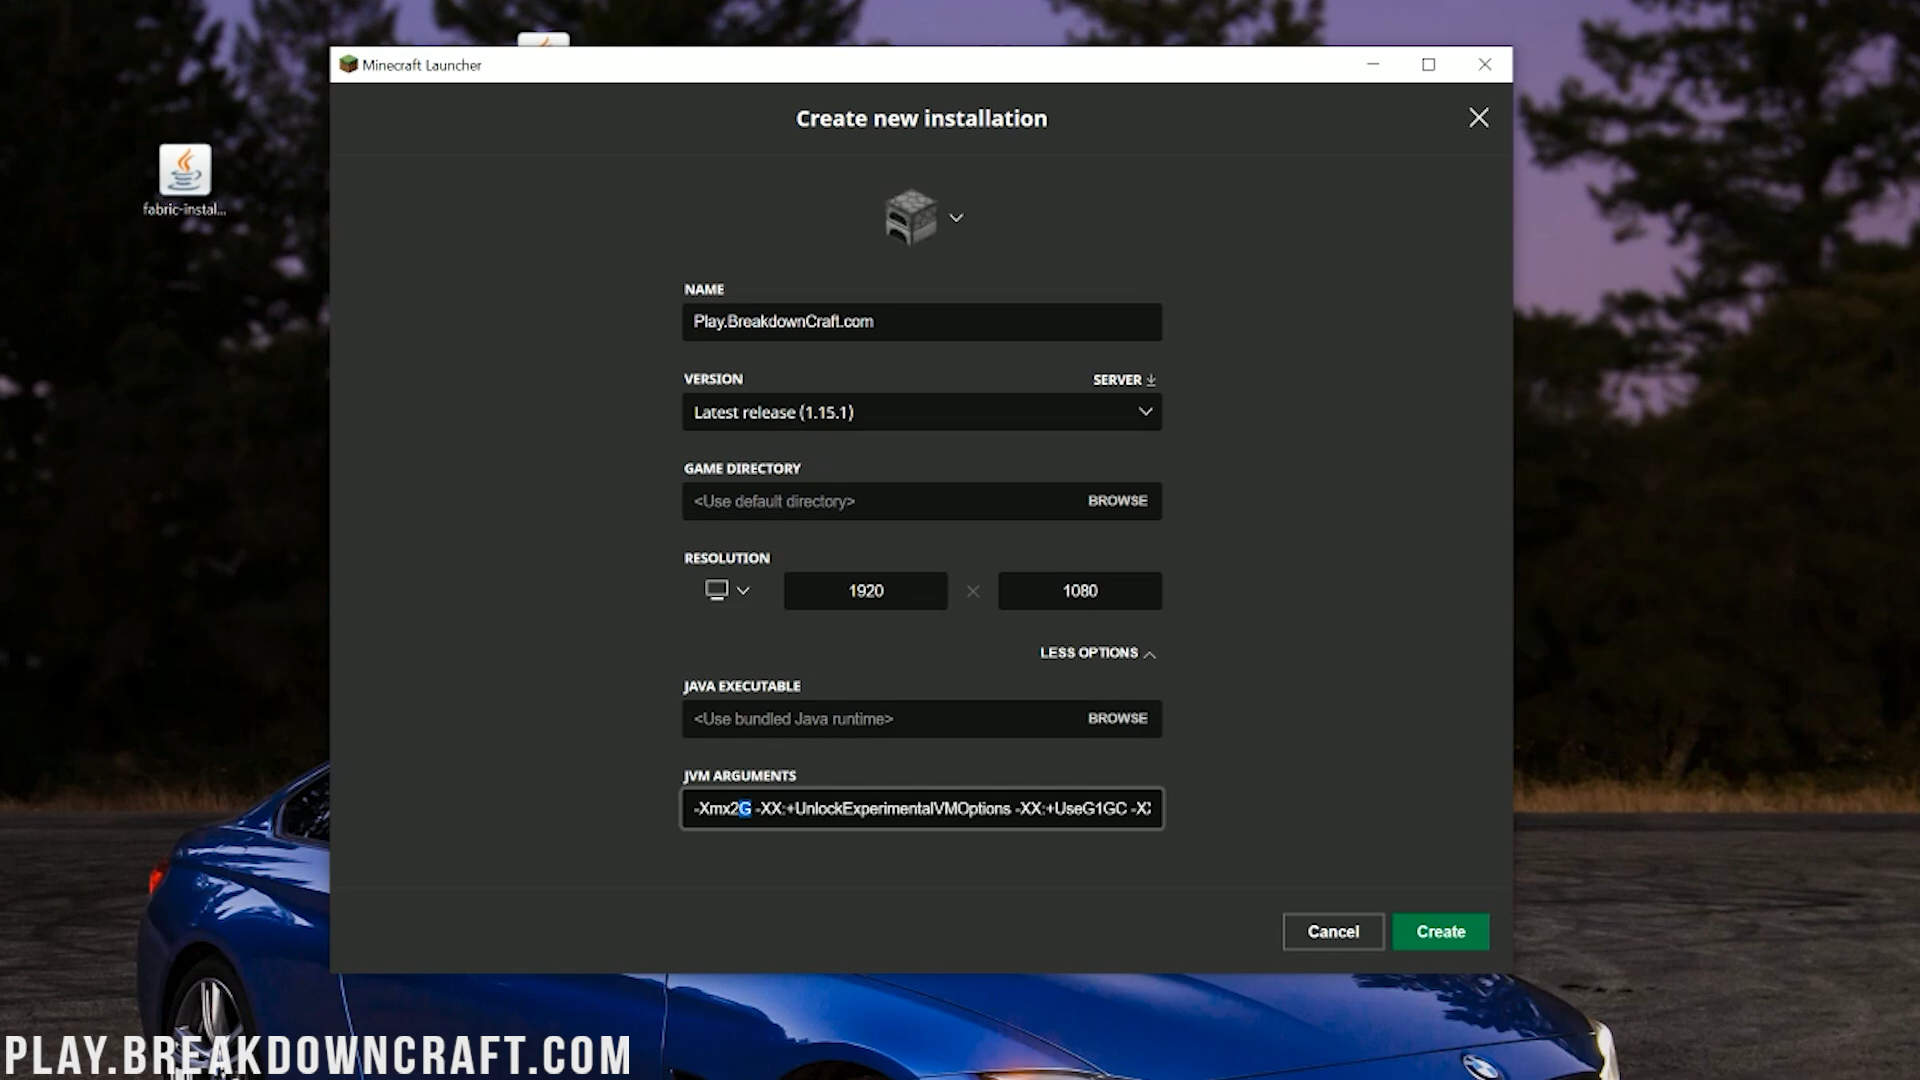 Minecraft Launcher
Create new installation
fabric-instal...
NAME
Play.BreakdownCraft.com
VERSION
SERVER
Latest release (1.15.1)
GAME DIRECTORY
<Use default directory>
BROWSE
RESOLUTION
1920
1080
LESS OPTIONS
JAVA EXECUTABLE
<Use bundled Java runtime>
BROWSE
JVM ARGUMENTS
-Xmx2G -XX:+UnlockExperimentalVMOptions -XX:+UseG1GC -X
Cancel
Create
PLAY.BREAKDOWNCRAFT.COM